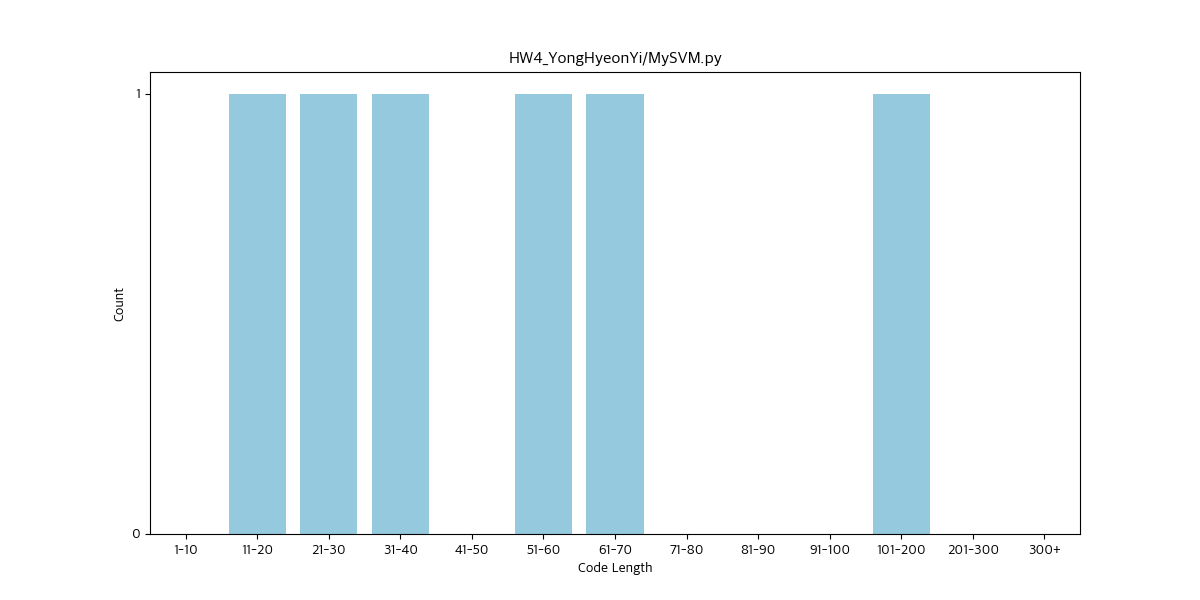 HW4_YongHyeonYi/MySVM.py
1
Count
0
1-10 11-20 21-30 31-40 41-50 51-60 61-70 71-80 81-90 91-100 101-200 201-300 300+
Code Length